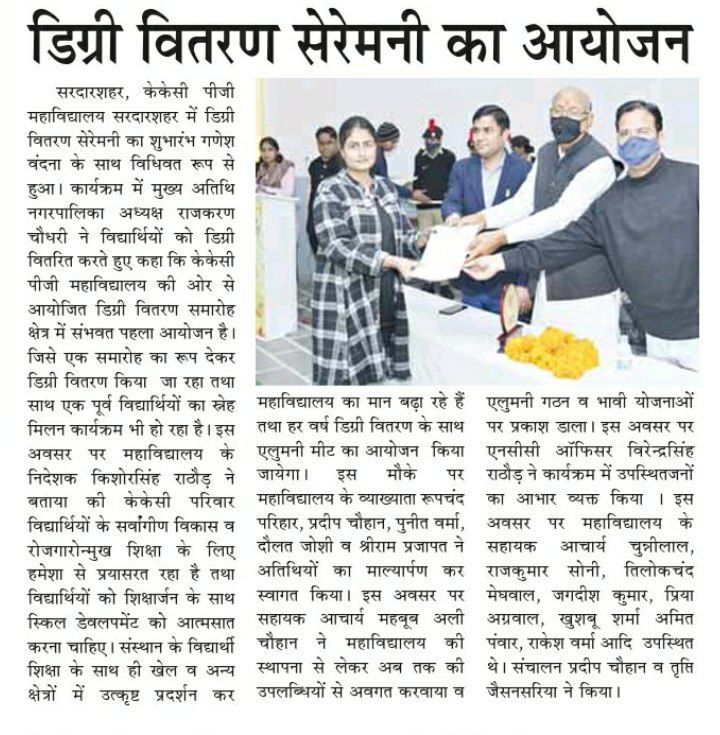 डिग्री वितरण सेरेमनी का आयोजन
सरदारशहर, केकेसी पीजी
महाविद्यालय सरदारशहर में डिग्री
वितरण सेरेमनी का शुभारंभ गणेश
वंदना के साथ विधिवत रूप से
हुआ। कार्यक्रम में मुख्य अतिथि
नगरपालिका अध्यक्ष राजकरण
चौधरी ने विद्यार्थियों को डिग्री
वितरित करते हुए कहा कि केकेसी
पीजी महाविद्यालय की ओर से
आयोजित डिग्री वितरण समारोह
क्षेत्र में संभवत पहला आयोजन है।
जिसे एक समारोह का रूप देकर
डिग्री वितरण किया जा रहा तथा
साथ एक पूर्व विद्यार्थियों का स्नेह
मिलन कार्यक्रम भी हो रहा है। इस
अवसर पर महाविद्यालय के
निदेशक किशोरसिंह राठौड़ ने
बताया की केकेसी परिवार
विद्यार्थियों के सर्वांगीण विकास व
रोजगारोन्मुख शिक्षा के लिए
हमेशा से प्रयासरत रहा है तथा
विद्यार्थियों को शिक्षार्जन के साथ
स्किल डेवलपमेंट को आत्मसात
करना चाहिए। संस्थान के विद्यार्थी
शिक्षा के साथ ही खेल व अन्य
क्षेत्रों में उत्कृष्ट प्रदर्शन कर
महाविद्यालय का मान बढ़ा रहे हैं
तथा हर वर्ष डिग्री वितरण के साथ
एलुमनी मीट का आयोजन किया
जायेगा। इस मौके पर
महाविद्यालय के व्याख्याता रूपचंद
परिहार, प्रदीप चौहान, पुनीत वर्मा,
दौलत जोशी व श्रीराम प्रजापत ने
अतिथियों का माल्यार्पण कर
स्वागत किया। इस अवसर पर
सहायक आचार्य महबूब अली
चौहान ने महाविद्यालय की
स्थापना से लेकर अब तक की
उपलब्धियों से अवगत करवाया व
एलुमनी गठन व भावी योजनाओं
पर प्रकाश डाला। इस अवसर पर
एनसीसी ऑफिसर विरेन्द्रसिंह
राठौड़ ने कार्यक्रम में उपस्थितजनों
का आभार व्यक्त किया । इस
अवसर पर महाविद्यालय के
सहायक आचार्य चुन्नीलाल,
राजकुमार सोनी, तिलोकचंद
मेघवाल, जगदीश कुमार, प्रिया
अग्रवाल, खुशबू शर्मा अमित
पंवार, राकेश वर्मा आदि उपस्थित
थे। संचालन प्रदीप चौहान व तृप्ति
जैसनसरिया ने किया।